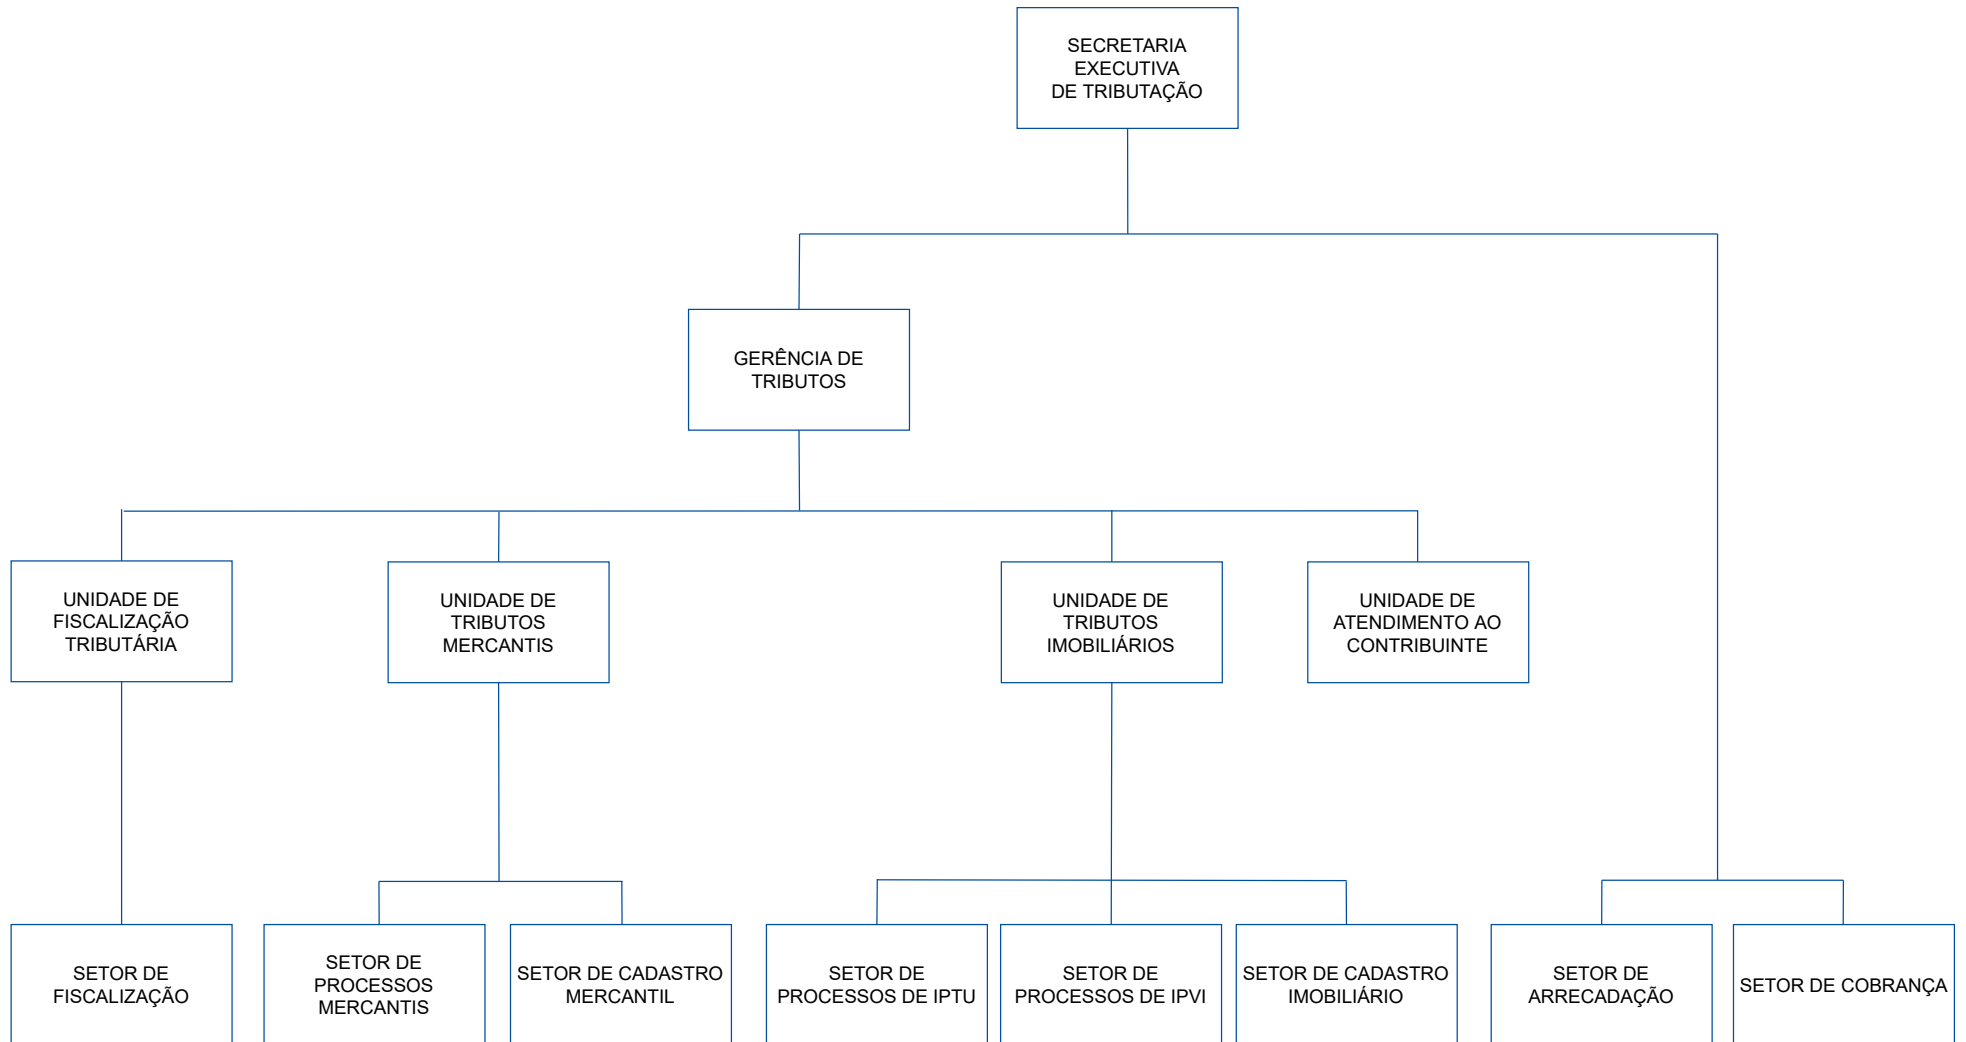 SECRETARIA
EXECUTIVA
DE TRIBUTAÇÃO
GERÊNCIA DE
TRIBUTOS
UNIDADE DE
FISCALIZAÇÃO
TRIBUTÁRIA
UNIDADE DE
TRIBUTOS
MERCANTIS
UNIDADE DE
TRIBUTOS
IMOBILIÁRIOS
UNIDADE DE
ATENDIMENTO AO
CONTRIBUINTE
SETOR DE
FISCALIZAÇÃO
SETOR DE
PROCESSOS
MERCANTIS
SETOR DE CADASTRO
MERCANTIL
SETOR DE
PROCESSOS DE IPTU
SETOR DE
PROCESSOS DE IPVI
SETOR DE CADASTRO
IMOBILIÁRIO
SETOR DE
ARRECADAÇÃO
SETOR DE COBRANÇA